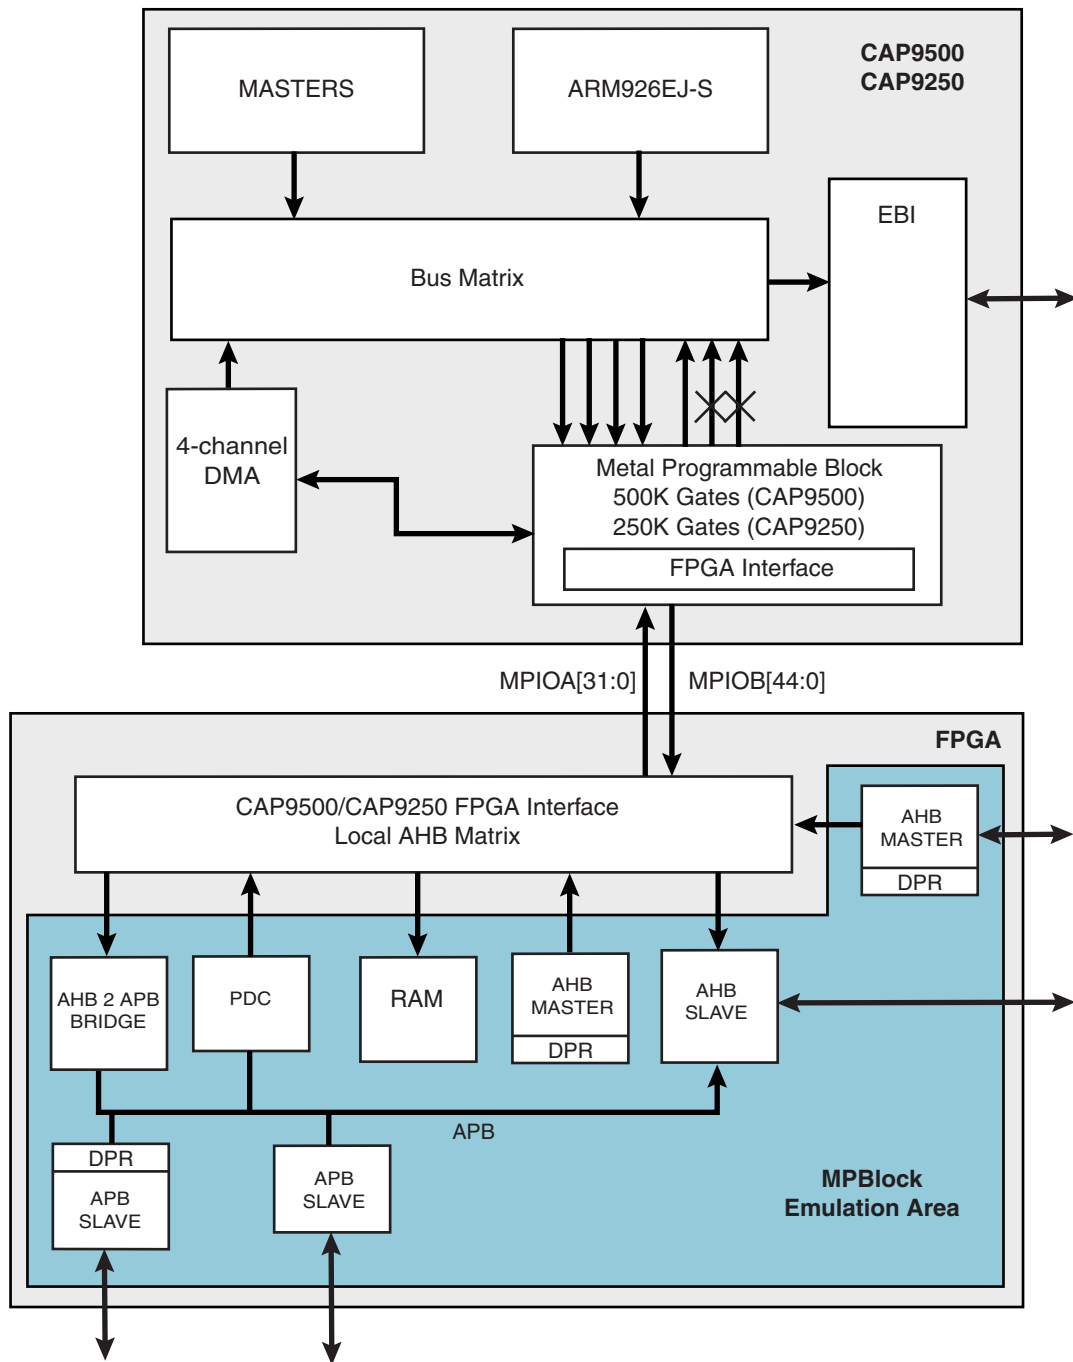 CAP9500
CAP9250
MASTERS
ARM926EJ-S
EBI
Bus Matrix
4-channel
DMA
Metal Programmable Block
500K Gates (CAP9500)
250K Gates (CAP9250)
FPGA Interface
MPIOA[31:0]
MPIOB[44:0]
FPGA
CAP9500/CAP9250 FPGA Interface
Local AHB Matrix
AHB
MASTER
DPR
AHB 2 APB
BRIDGE
PDC
RAM
AHB
MASTER
DPR
AHB
SLAVE
APB
DPR
APB
SLAVE
APB
SLAVE
MPBlock
Emulation Area